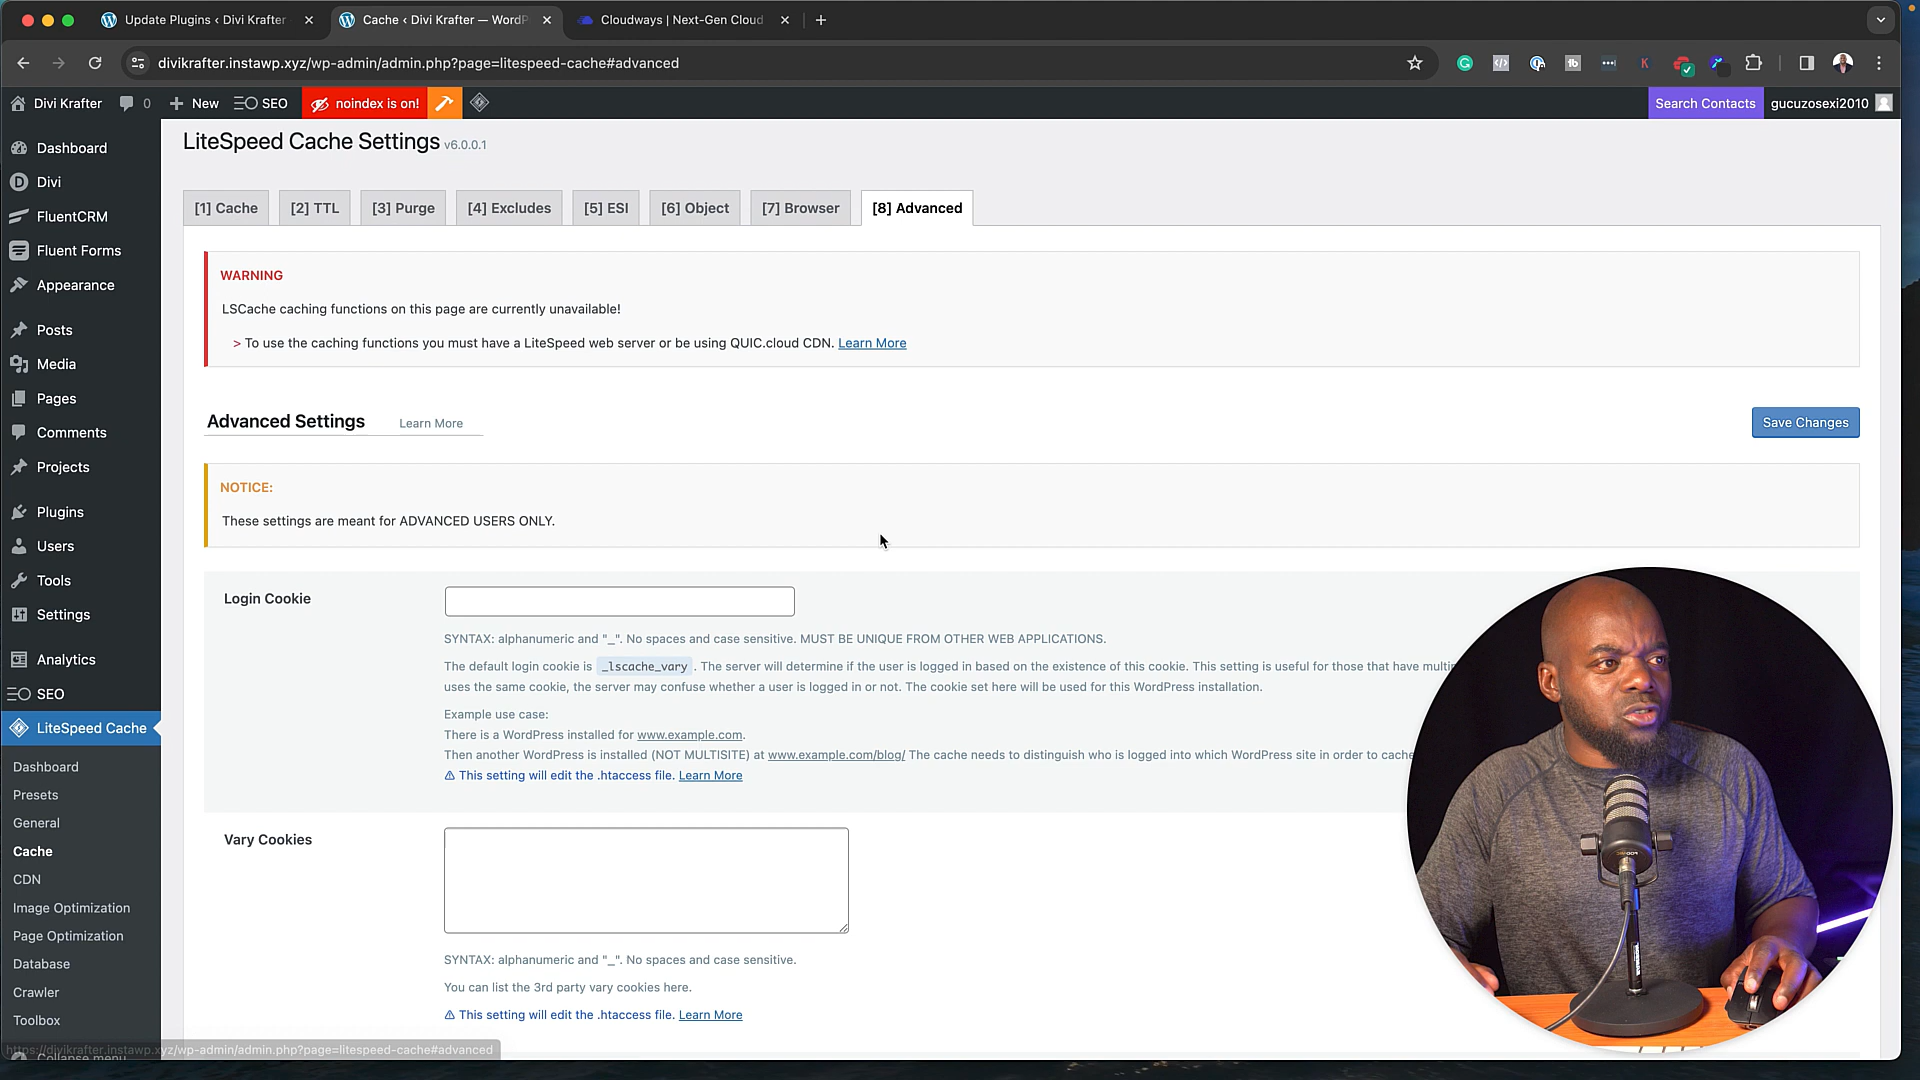 Update Plugins ‹ Divi Krafter
Cache ‹ Divi Krafter — WordP
Cloudways | Next-Gen Cloud
divikrafter.instawp.xyz/wp-admin/admin.php?page=litespeed-cache#advanced
Divi Krafter
0
New
SEO
noindex is on!
Search Contacts
gucuzosexi2010
Dashboard
Divi
FluentCRM
Fluent Forms
Appearance
Posts
Media
Pages
Comments
Projects
Plugins
Users
Tools
Settings
Analytics
SEO
LiteSpeed Cache
Dashboard
Presets
General
Cache
CDN
Image Optimization
Page Optimization
Database
Crawler
Toolbox
Collapse menu
https://divikrafter.instawp.xyz/wp-admin/admin.php?page=litespeed-cache#advanced
LiteSpeed Cache Settings v6.0.0.1
[1] Cache
[2] TTL
[3] Purge
[4] Excludes
[5] ESI
[6] Object
[7] Browser
[8] Advanced
WARNING
LSCache caching functions on this page are currently unavailable!
> To use the caching functions you must have a LiteSpeed web server or be using QUIC.cloud CDN. Learn More
Advanced Settings
Learn More
Save Changes
NOTICE:
These settings are meant for ADVANCED USERS ONLY.
Login Cookie
SYNTAX: alphanumeric and "_". No spaces and case sensitive. MUST BE UNIQUE FROM OTHER WEB APPLICATIONS.
The default login cookie is _lscache_vary . The server will determine if the user is logged in based on the existence of this cookie. This setting is useful for those that have
uses the same cookie, the server may confuse whether a user is logged in or not. The cookie set here will be used for this WordPress installation.
Example use case:
There is a WordPress installed for www.example.com.
Then another WordPress is installed (NOT MULTISITE) at www.example.com/blog/ The cache needs to distinguish who is logged into which WordPress site in order to cache
⚠ This setting will edit the .htaccess file. Learn More
Vary Cookies
SYNTAX: alphanumeric and "_". No spaces and case sensitive.
You can list the 3rd party vary cookies here.
⚠ This setting will edit the .htaccess file. Learn More